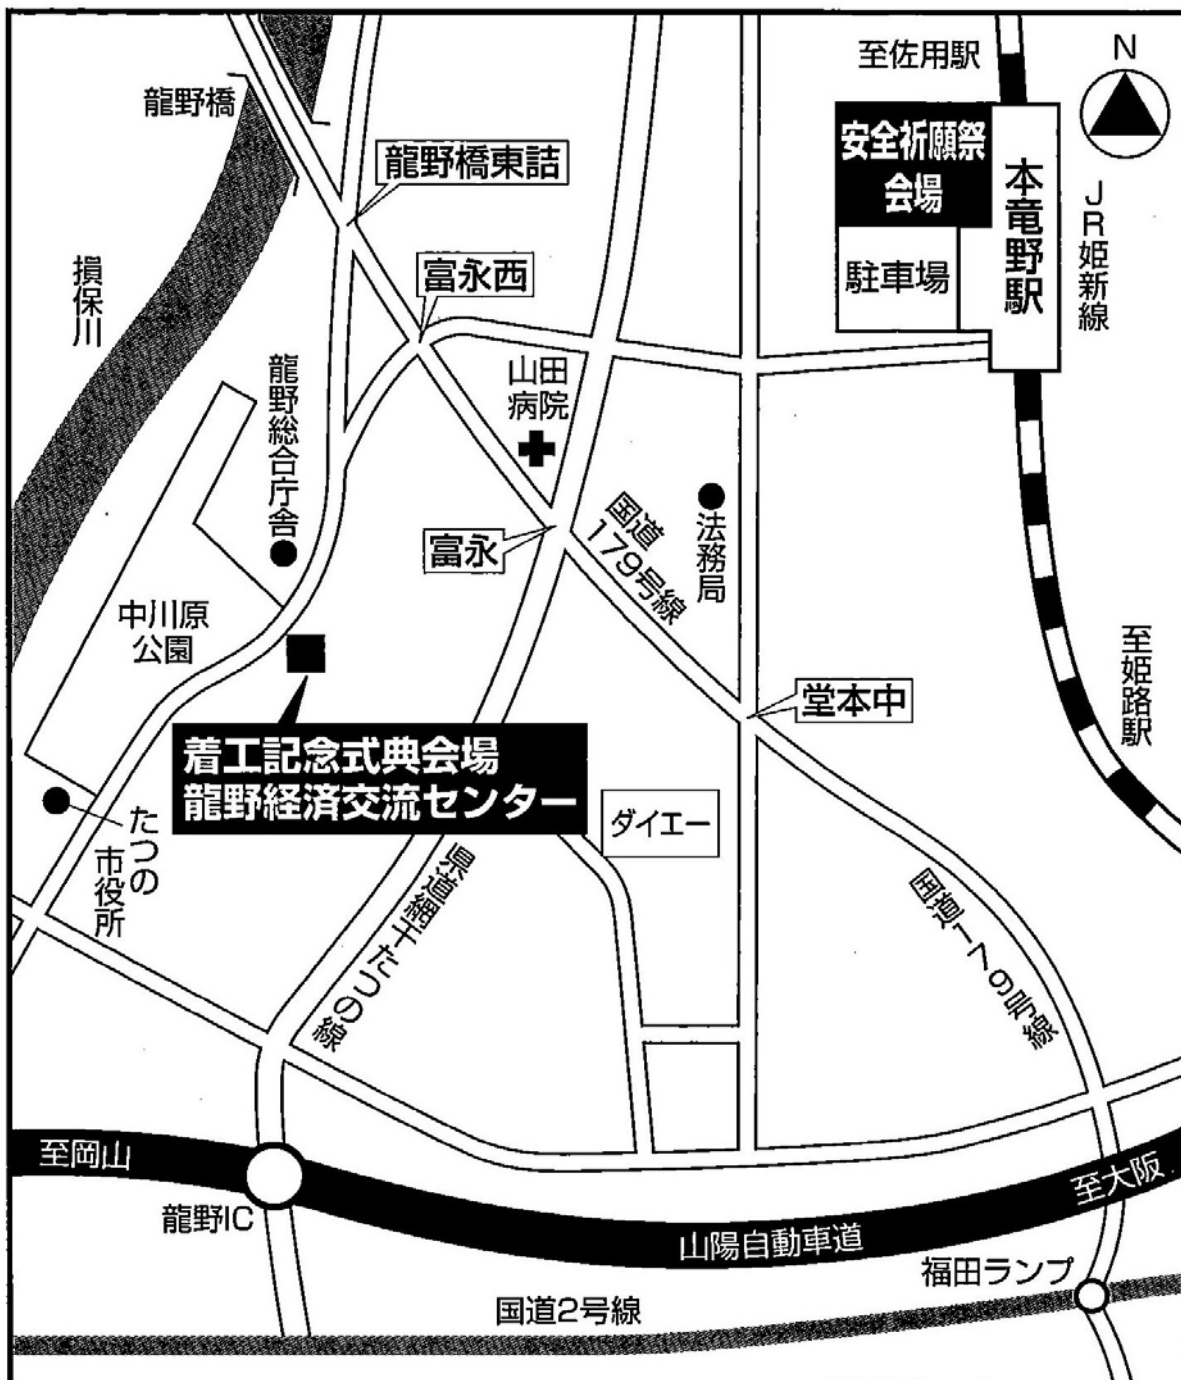 至佐用駅
N
龍野橋
安全祈願祭
会場
本竜野駅
JR姫新線
龍野橋東詰
駐車場
富永西
損保川
山田
病院
龍野総合庁舎
国道
179号線
法務局
富永
中川原
公園
至姫路駅
堂本中
着工記念式典会場
龍野経済交流センター
ダイエー
たつの
市役所
県道網干たつの線
国道179号線
至岡山
至大阪
龍野IC
山陽自動車道
福田ランプ
国道2号線